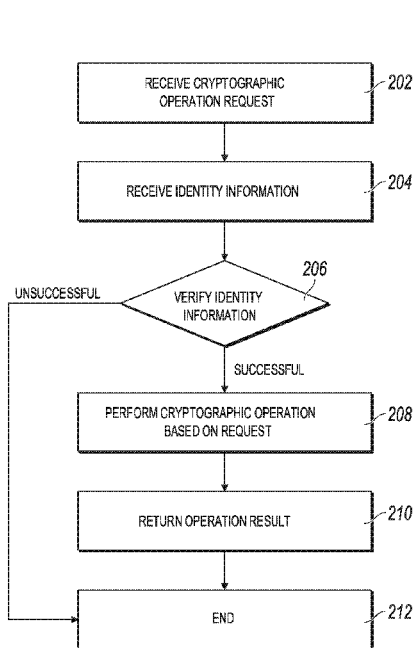 RECEIVE CRYPTOGRAPHIC
OPERATION REQUEST
202
RECEIVE IDENTITY INFORMATION
204
206
UNSUCCESSFUL
VERIFY IDENTITY
INFORMATION
SUCCESSFUL
PERFORM CRYPTOGRAPHIC OPERATION
BASED ON REQUEST
208
RETURN OPERATION RESULT
210
END
212